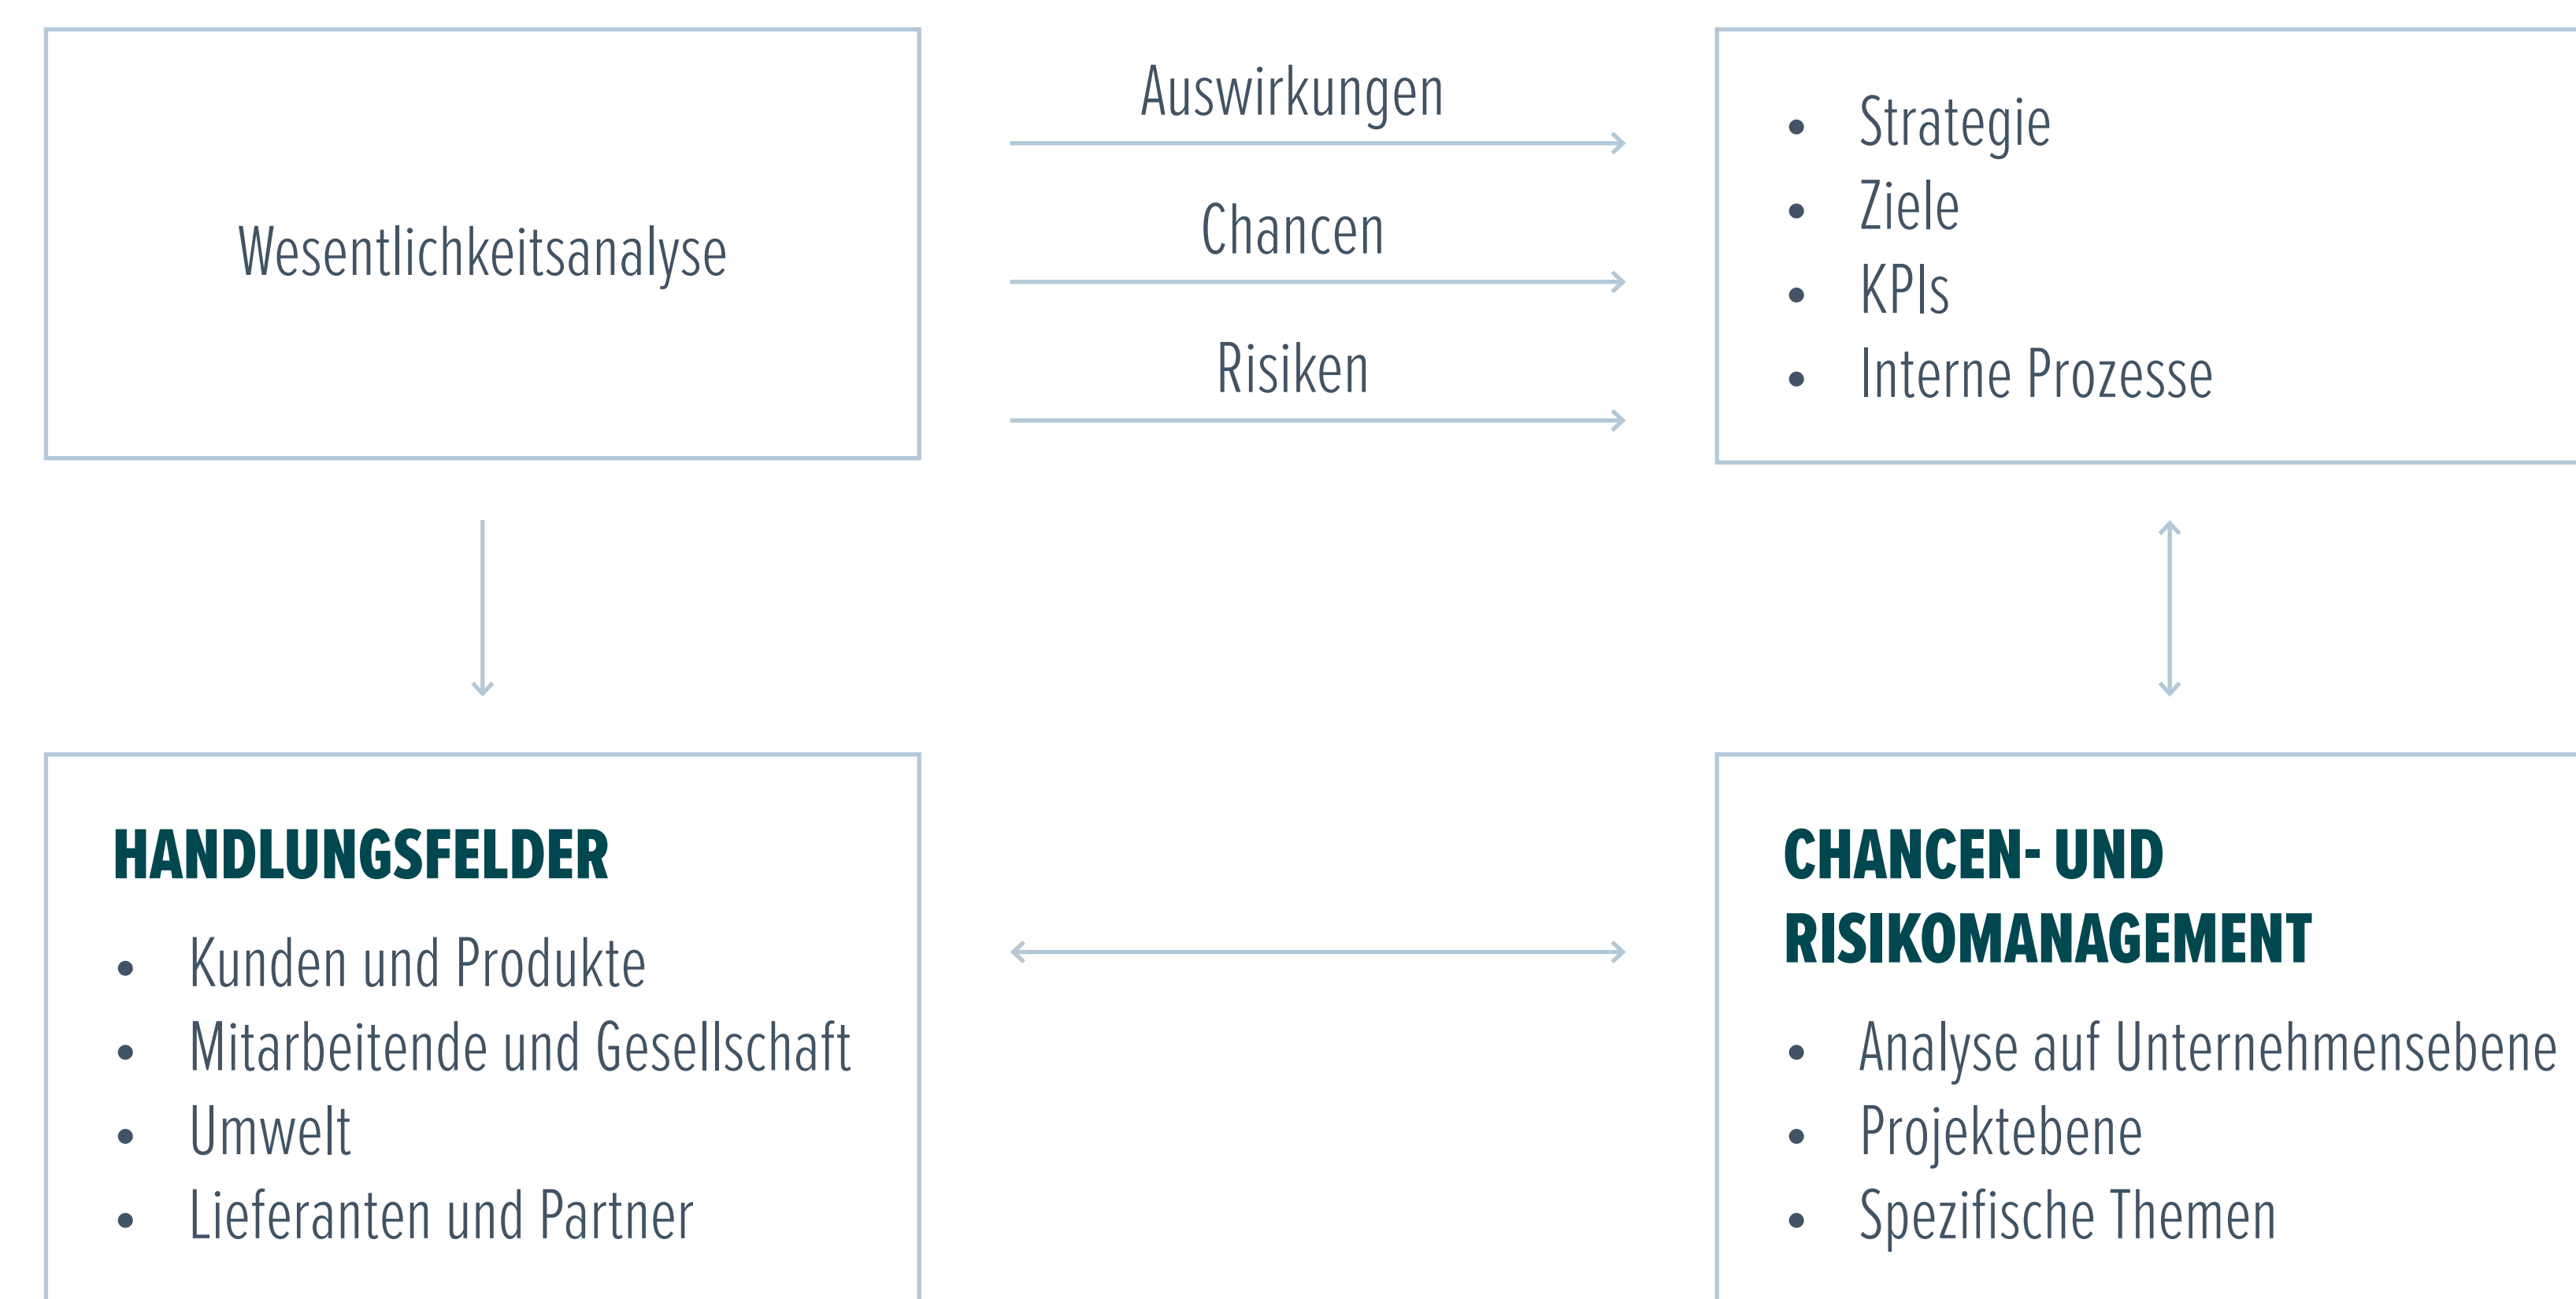 Wesentlichkeitsanalyse
Auswirkungen
Chancen
Risiken
• Strategie
• Ziele
• KPIs
• Interne Prozesse
HANDLUNGSFELDER
• Kunden und Produkte
• Mitarbeitende und Gesellschaft
• Umwelt
• Lieferanten und Partner
CHANCEN- UND
RISIKOMANAGEMENT
• Analyse auf Unternehmensebene
• Projektebene
• Spezifische Themen